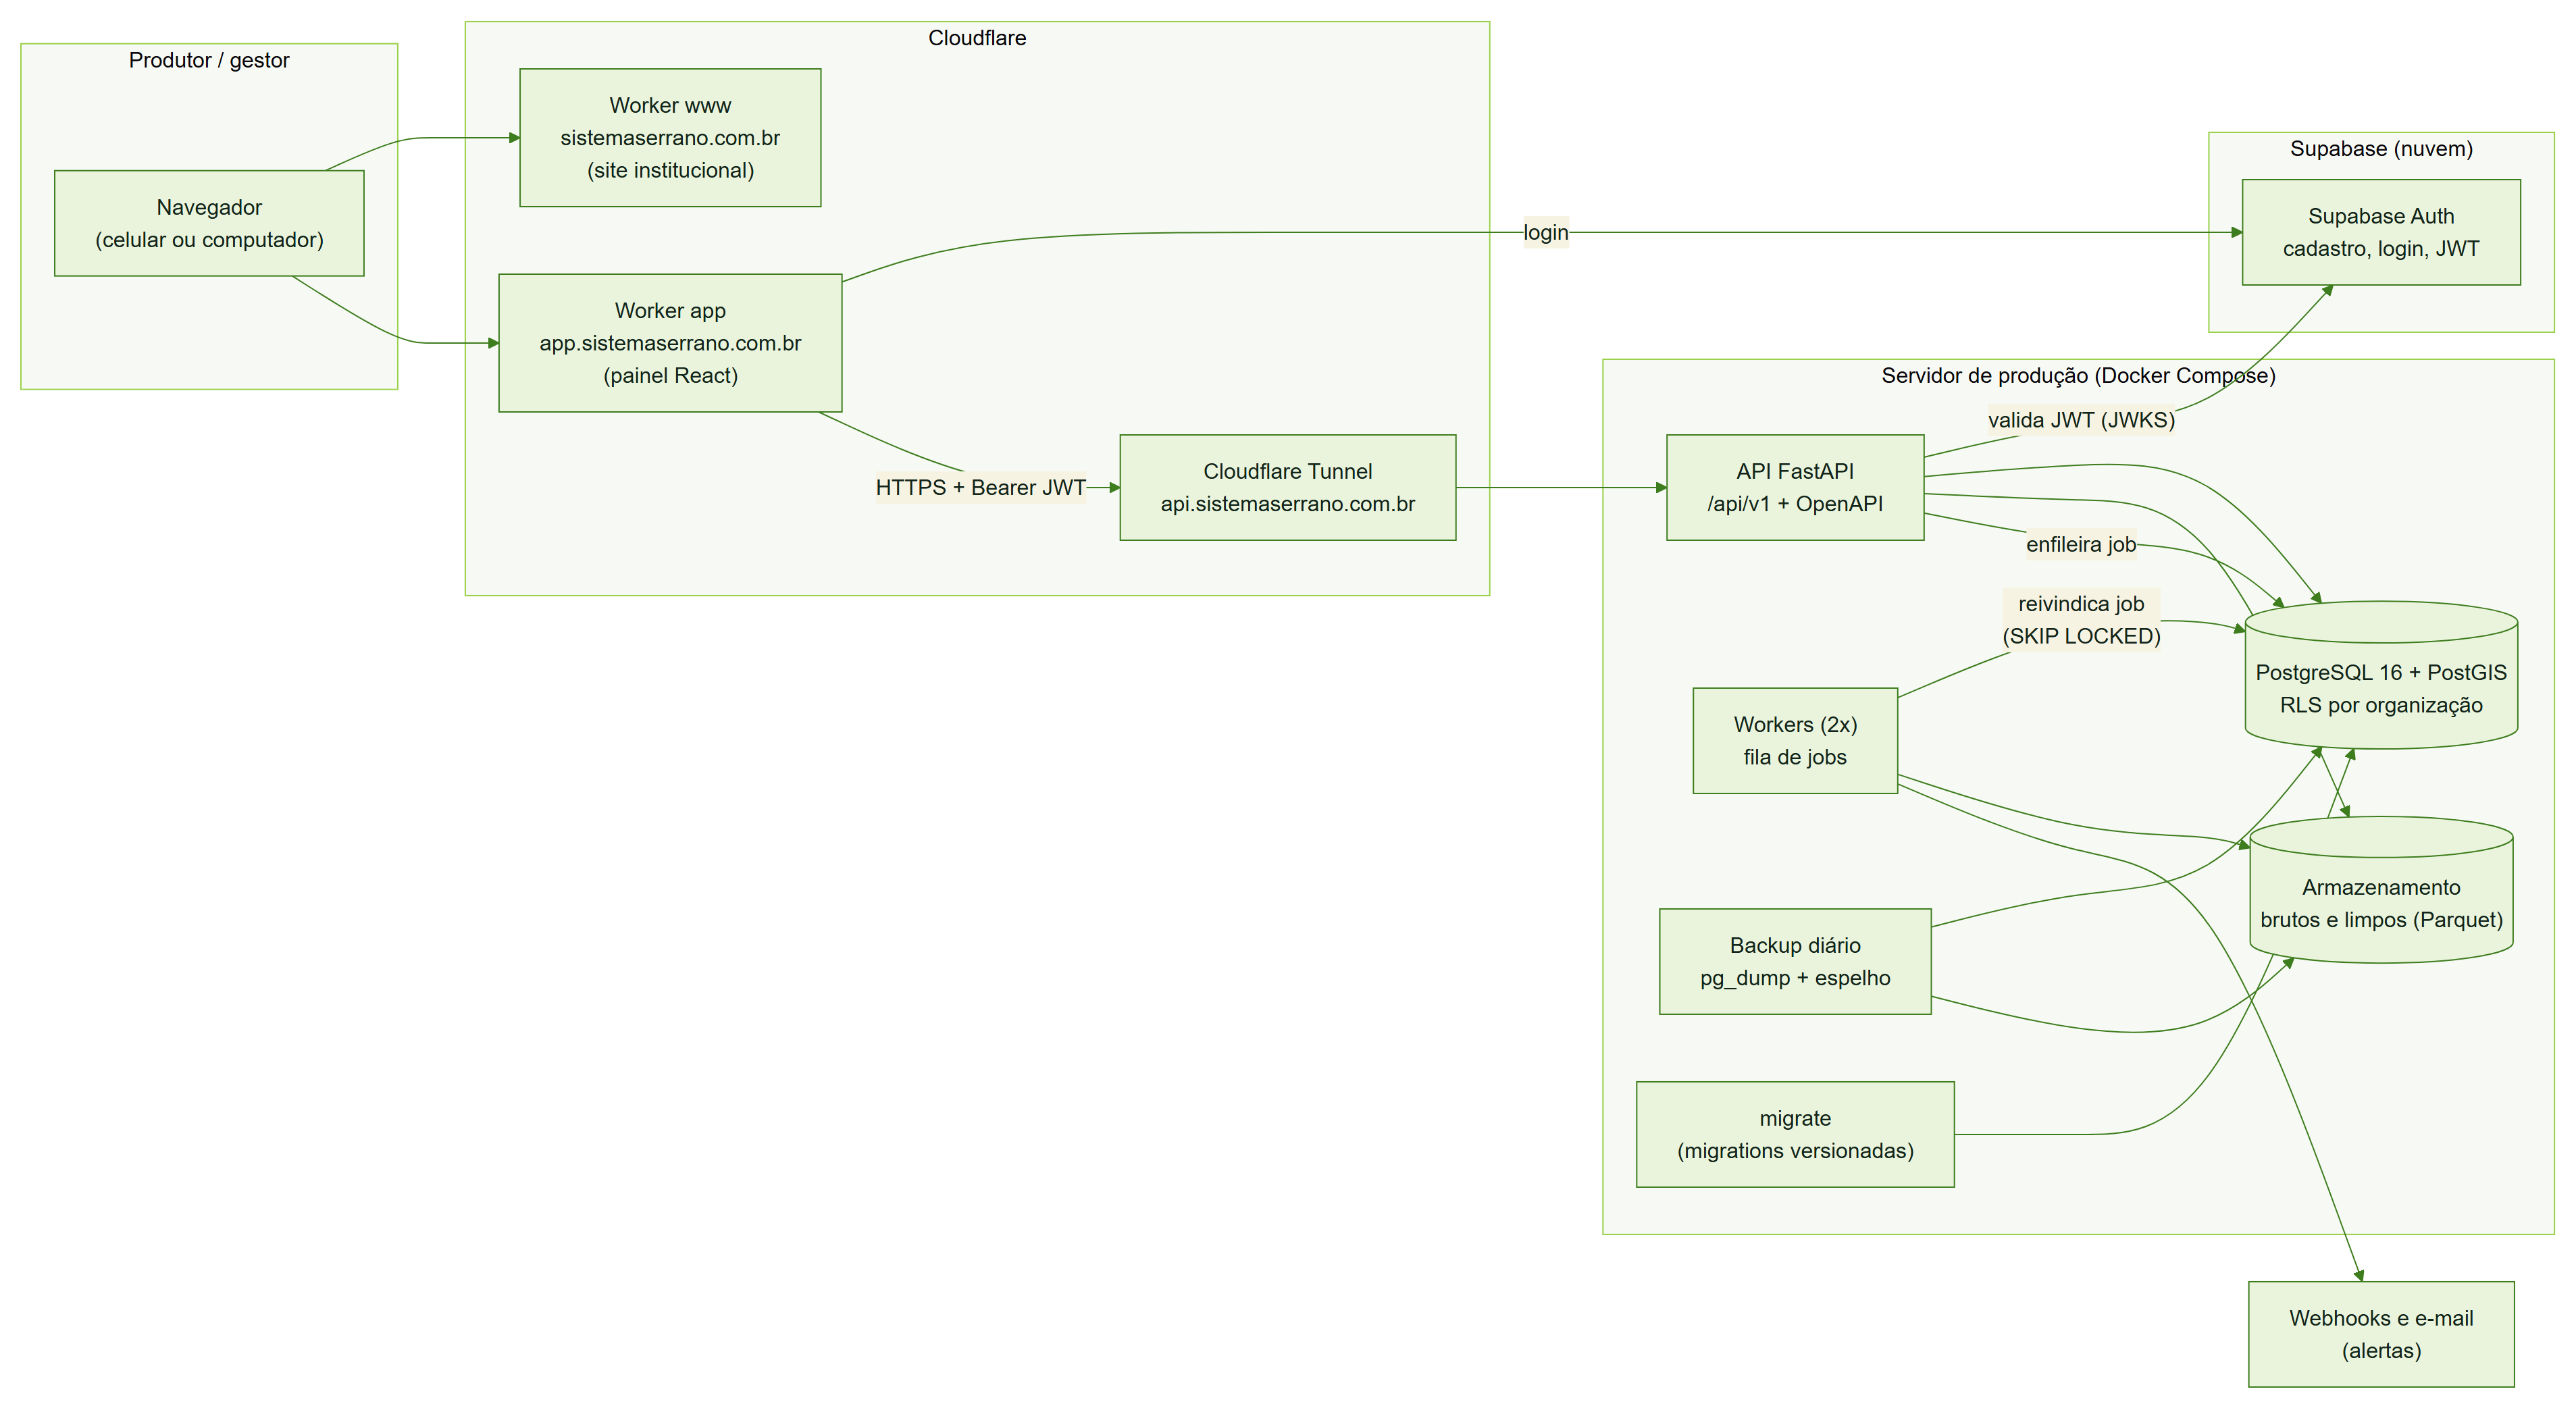 Produtor / gestor
Navegador
(celular ou computador)
Cloudflare
Worker www
sistemaserrano.com.br
(site institucional)
Worker app
app.sistemaserrano.com.br
(painel React)
HTTPS + Bearer JWT
Cloudflare Tunnel
api.sistemaserrano.com.br
login
Supabase (nuvem)
Supabase Auth
cadastro, login, JWT
Servidor de produção (Docker Compose)
valida JWT (JWKS)
API FastAPI
/api/v1 + OpenAPI
enfileira job
reivindica job
(SKIP LOCKED)
PostgreSQL 16 + PostGIS
RLS por organização
Workers (2x)
fila de jobs
Armazenamento
brutos e limpos (Parquet)
Backup diário
pg_dump + espelho
migrate
(migrations versionadas)
Webhooks e e-mail
(alertas)